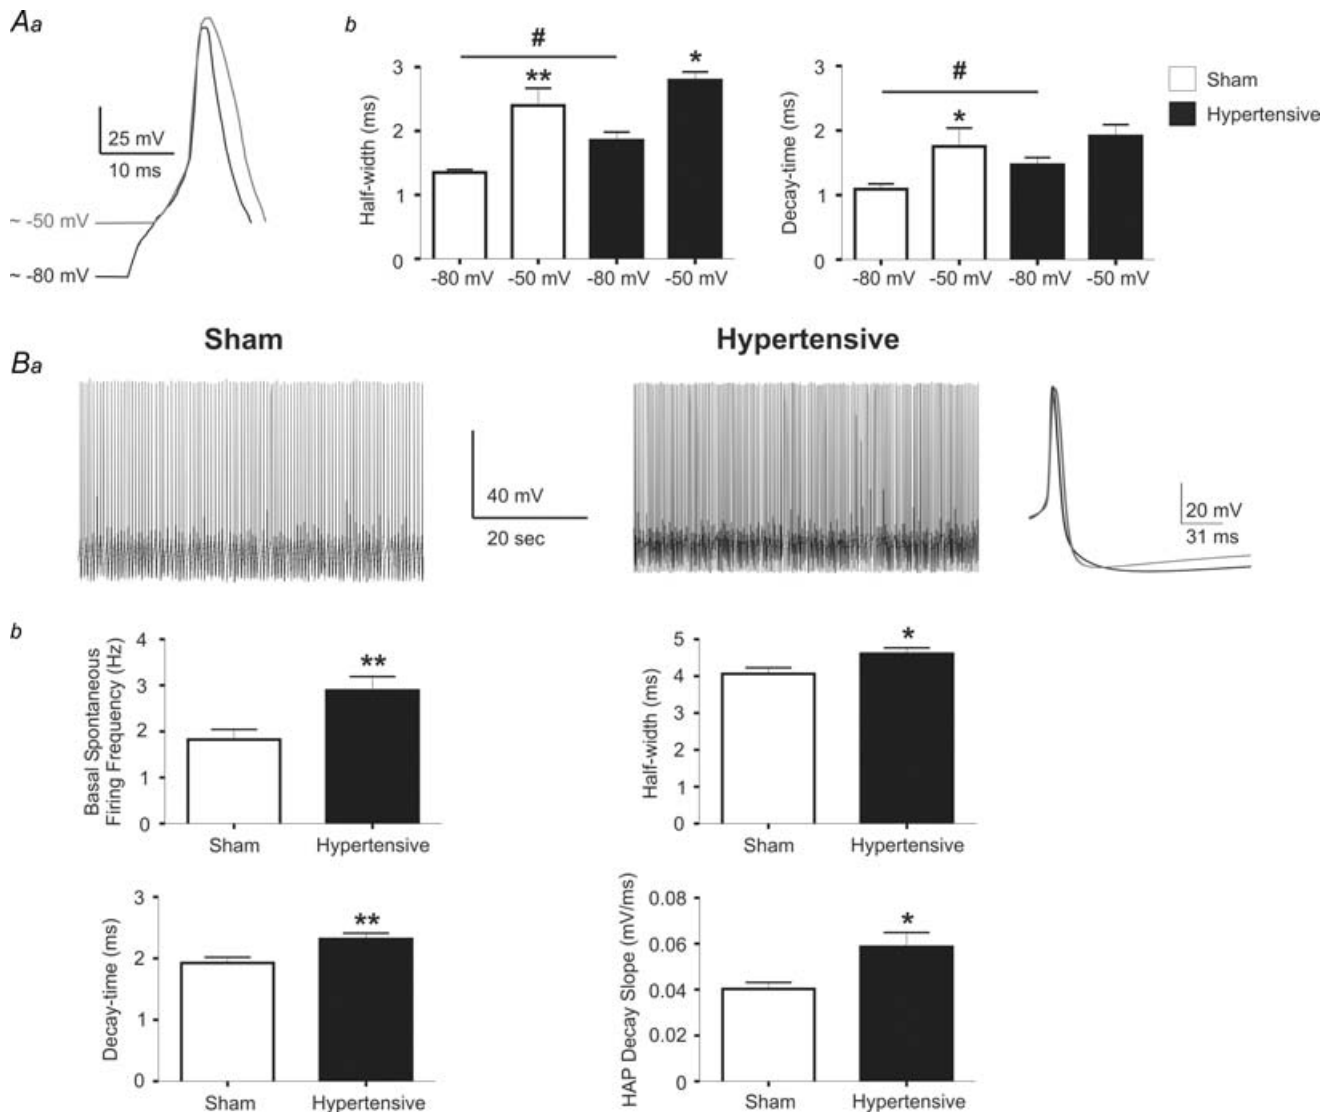 Aa
25 mV
10 ms
~ -50 mV
~ -80 mV
b
#
**
*
Half-width (ms)
3
2
1
0
-80 mV -50 mV -80 mV -50 mV
#
*
Decay-time (ms)
3
2
1
0
-80 mV -50 mV -80 mV -50 mV
Sham
Hypertensive
Ba
Sham
Hypertensive
40 mV
20 sec
20 mV
31 ms
b
Basal Spontaneous
Firing Frequency (Hz)
4
3
2
1
0
**
Sham Hypertensive
Half-width (ms)
5
4
3
2
1
0
*
Sham Hypertensive
Decay-time (ms)
3
2
1
0
**
Sham Hypertensive
HAP Decay Slope (mV/ms)
0.08
0.06
0.04
0.02
0
*
Sham Hypertensive